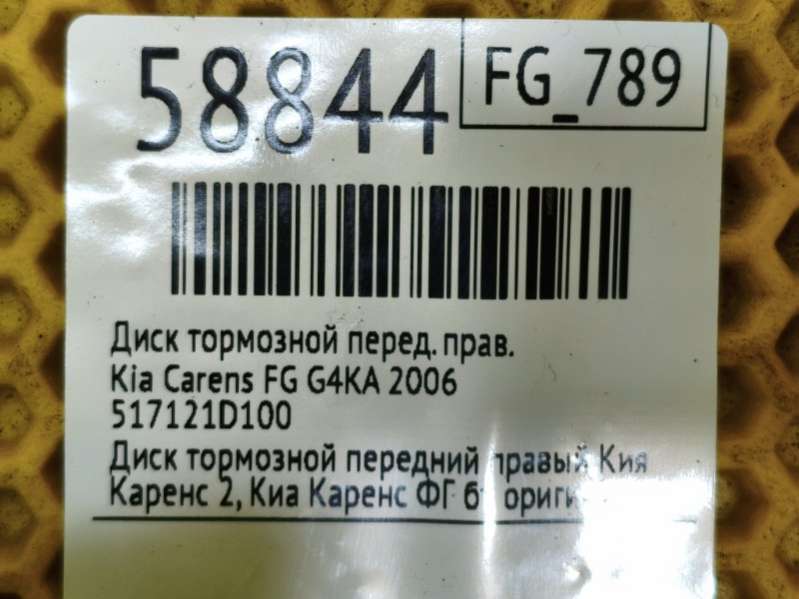 58844
FG_789
Диск тормозной перед. прав.
Kia Carens FG G4KA 2006
517121D100
Диск тормозной передний правый Кия
Каренс 2, Киа Каренс ФГ